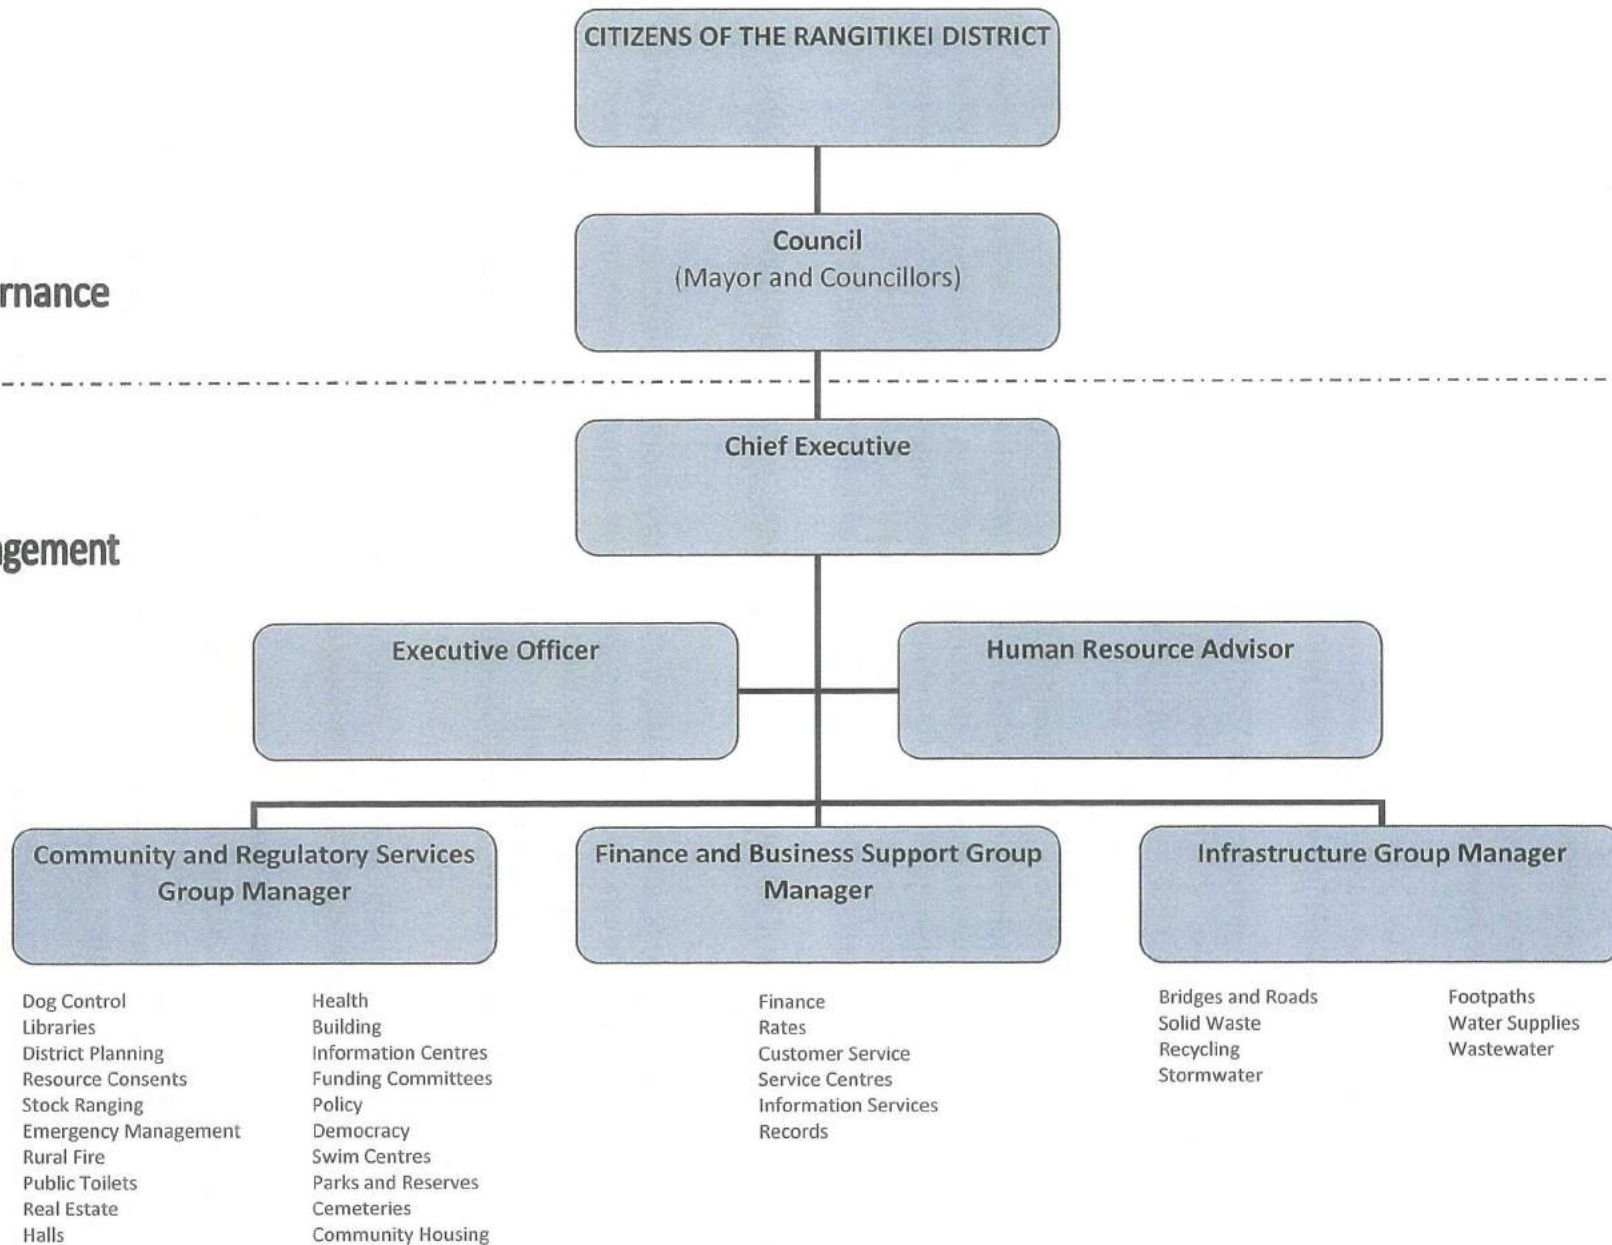 CITIZENS OF THE RANGITIKEI DISTRICT
Council
(Mayor and Councillors)
rnance
Chief Executive
gement
Executive Officer
Human Resource Advisor
Community and Regulatory Services
Group Manager
Finance and Business Support Group
Manager
Infrastructure Group Manager
Dog Control
Libraries
District Planning
Resource Consents
Stock Ranging
Emergency Management
Rural Fire
Public Toilets
Real Estate
Halls
Health
Building
Information Centres
Funding Committees
Policy
Democracy
Swim Centres
Parks and Reserves
Cemeteries
Community Housing
Finance
Rates
Customer Service
Service Centres
Information Services
Records
Bridges and Roads
Solid Waste
Recycling
Stormwater
Footpaths
Water Supplies
Wastewater